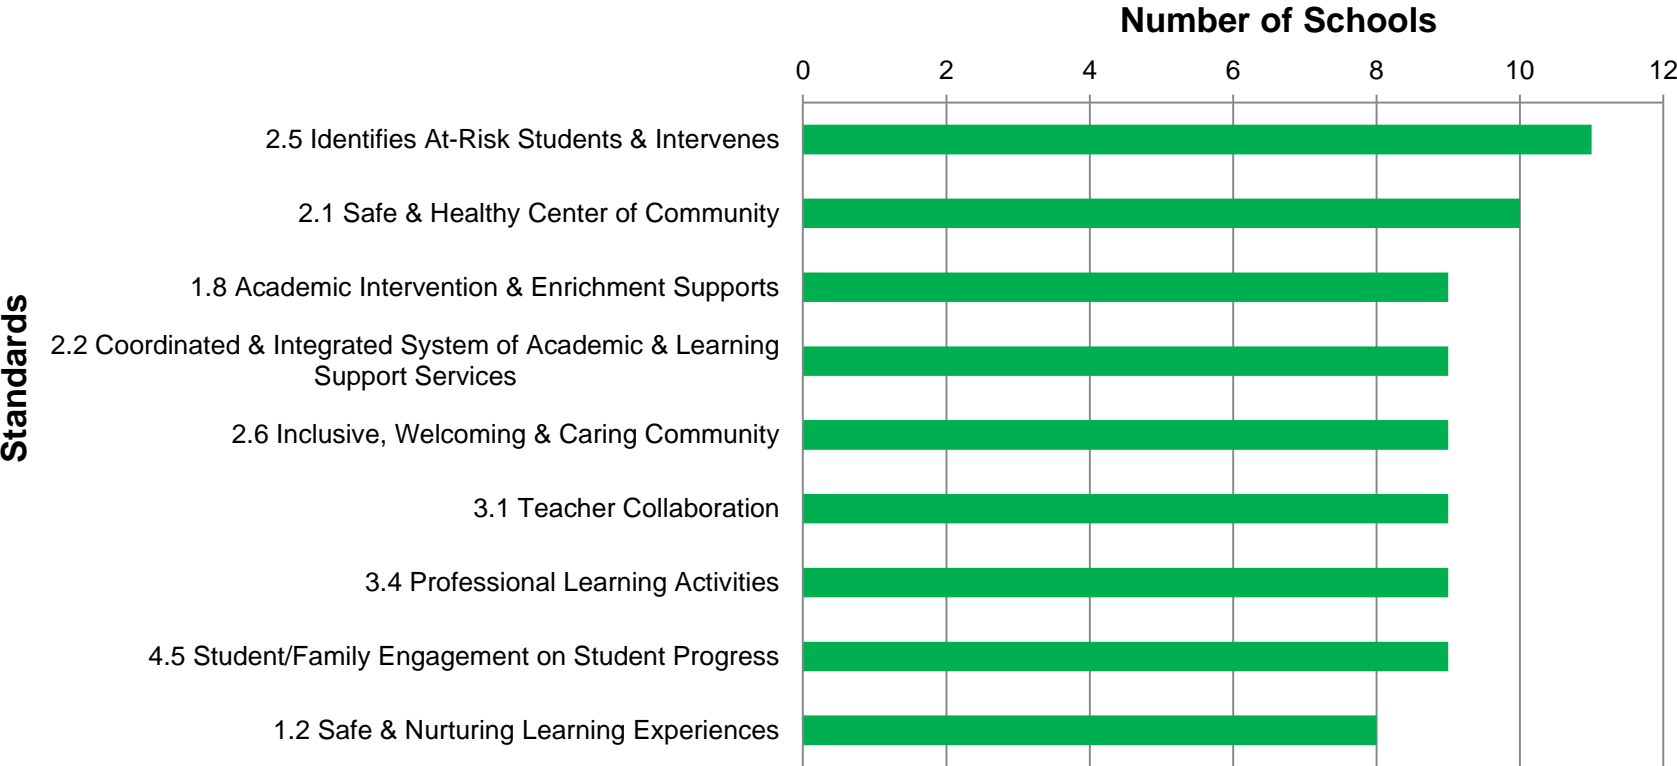 Number of Schools
0 2 4 6 8 10 12
Standards
2.5 Identifies At-Risk Students & Intervenes
2.1 Safe & Healthy Center of Community
1.8 Academic Intervention & Enrichment Supports
2.2 Coordinated & Integrated System of Academic & Learning
Support Services
2.6 Inclusive, Welcoming & Caring Community
3.1 Teacher Collaboration
3.4 Professional Learning Activities
4.5 Student/Family Engagement on Student Progress
1.2 Safe & Nurturing Learning Experiences